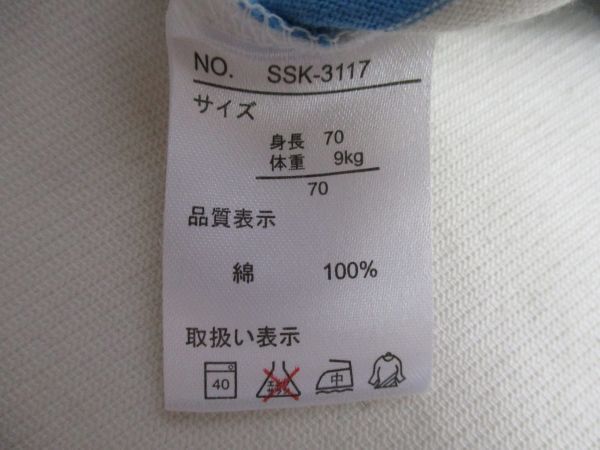 NO. SSK-3117
サイズ
身長 70
体重 9kg
70
品質表示
綿 100%
取扱い表示
40 中